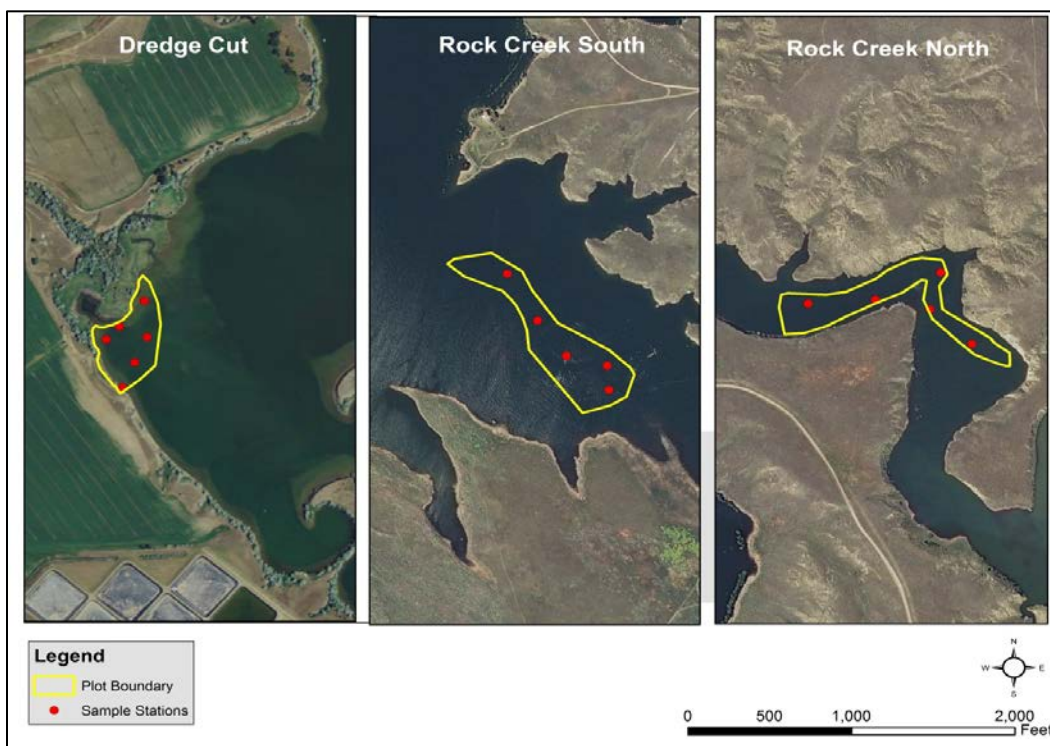 Dredge Cut
Rock Creek South
Rock Creek North
Legend
Plot Boundary
Sample Stations
N
W E
S
0 500 1,000 2,000
Feet